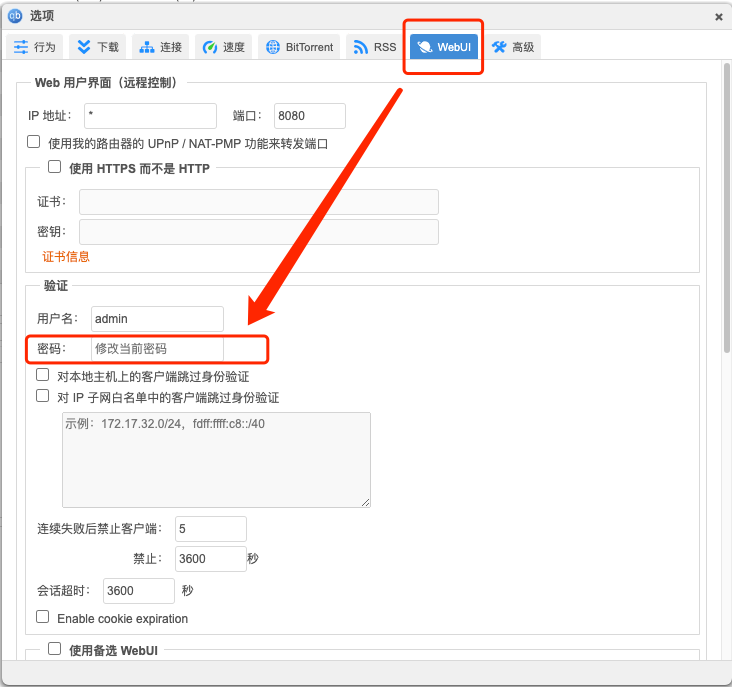 qb 选项 ×
行为 下载 连接 速度 BitTorrent RSS WebUI 高级
Web 用户界面（远程控制）
IP 地址： * 端口： 8080
使用我的路由器的 UPnP / NAT-PMP 功能来转发端口
使用 HTTPS 而不是 HTTP
证书：
密钥：
证书信息
验证
用户名： admin
密码： 修改当前密码
对本地主机上的客户端跳过身份验证
对 IP 子网白名单中的客户端跳过身份验证
示例：172.17.32.0/24，fdff:ffff:c8::/40
连续失败后禁止客户端： 5
禁止： 3600 秒
会话超时： 3600 秒
Enable cookie expiration
使用备选 WebUI